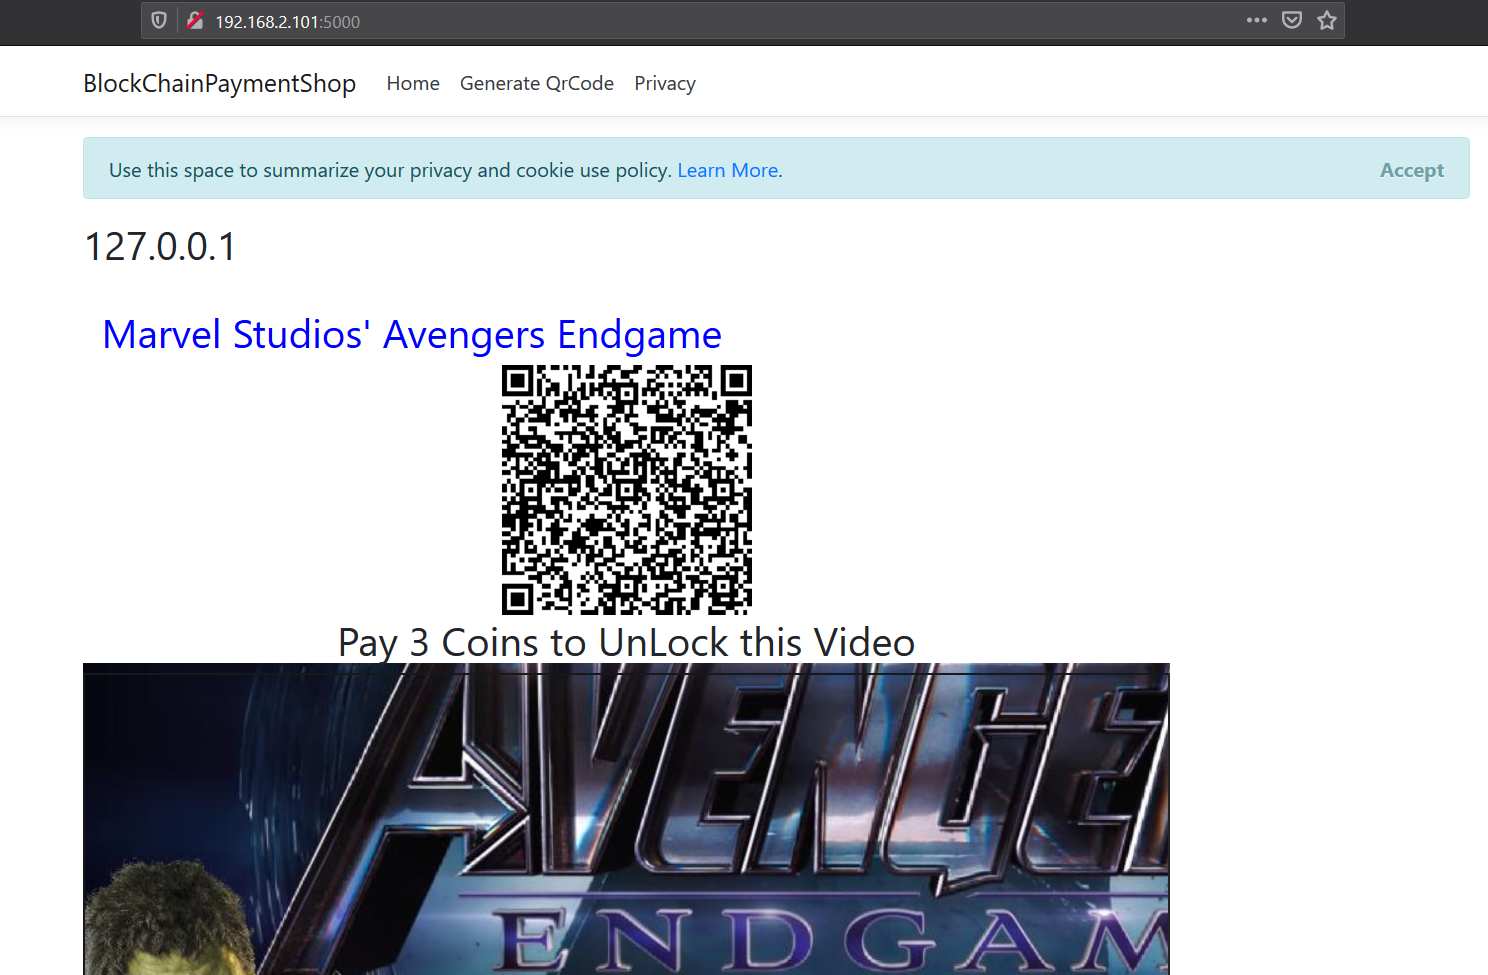 192.168.2.101:5000
BlockChainPaymentShop Home Generate QrCode Privacy
Use this space to summarize your privacy and cookie use policy. Learn More. Accept
127.0.0.1
Marvel Studios' Avengers Endgame
Pay 3 Coins to UnLock this Video
AVENGE
ENDGAM